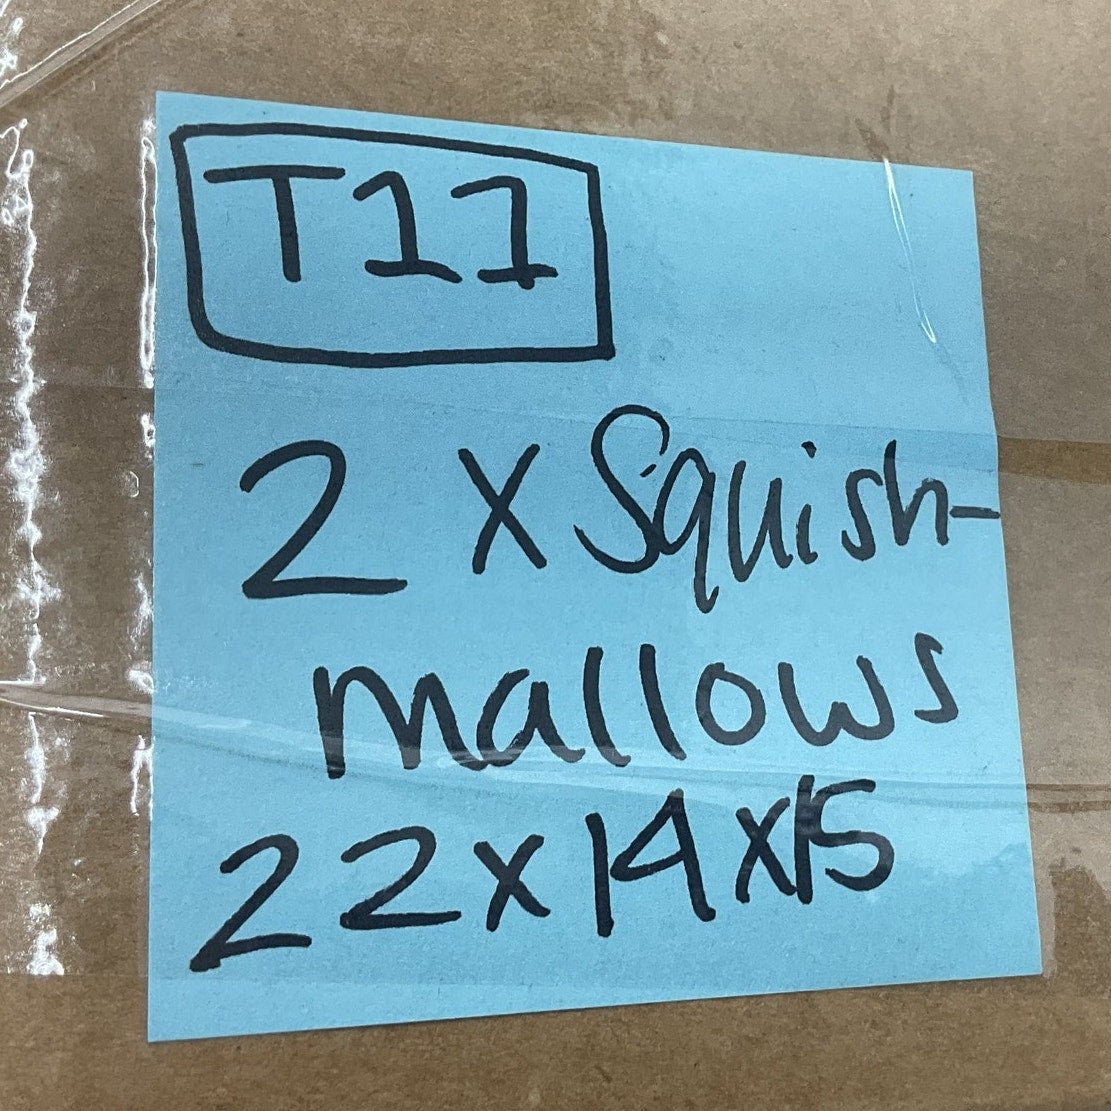 T11
2 x Squish-
mallows
22x14x15